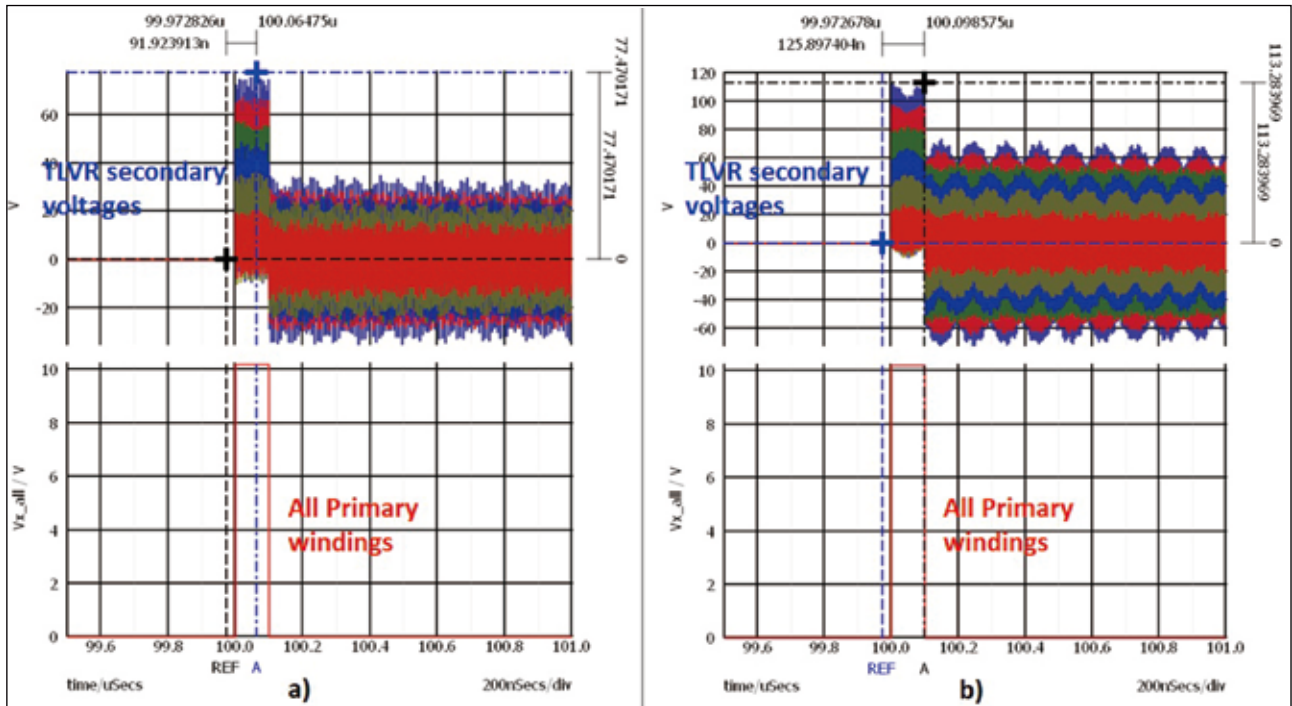 99.972826u 100.06475u
91.923913n
77.470171
77.470171
0
60
40
20
0
-20
V
TLVR secondary
voltages
10
8
6
4
2
0
Vx_all / V
All Primary
windings
99.6 99.8 100.0 100.2 100.4 100.6 100.8 101.0
REF A
time/uSecs
a)
200nSecs/div
99.972678u 100.098575u
125.897404n
113.283969
113.283969
0
120
100
80
60
40
20
0
-20
-40
-60
V
TLVR secondary
voltages
10
8
6
4
2
0
Vx_all / V
All Primary
windings
99.6 99.8 100.0 100.2 100.4 100.6 100.8 101.0
REF A
time/uSecs
b)
200nSecs/div